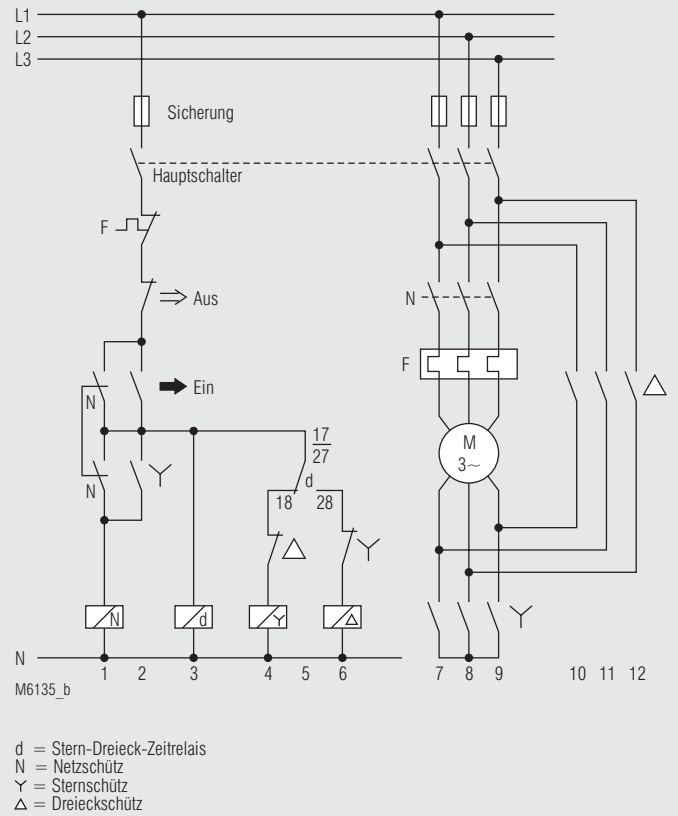 L1
L2
L3
Sicherung
Hauptschalter
F
Aus
N
F
Ein
N
M
3~
17
27
d
N
18
28
N
d
N
1 2 3 4 5 6 7 8 9 10 11 12
M6135_b
d = Stern-Dreieck-Zeitrelais
N = Netzschütz
Y = Sternschütz
△ = Dreieckschütz